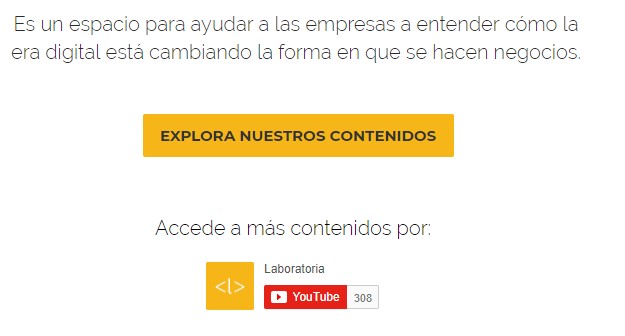 Es un espacio para ayudar a las empresas a entender cómo la
era digital está cambiando la forma en que se hacen negocios.
EXPLORA NUESTROS CONTENIDOS
Accede a más contenidos por:
<l>
Laboratoria
YouTube 308